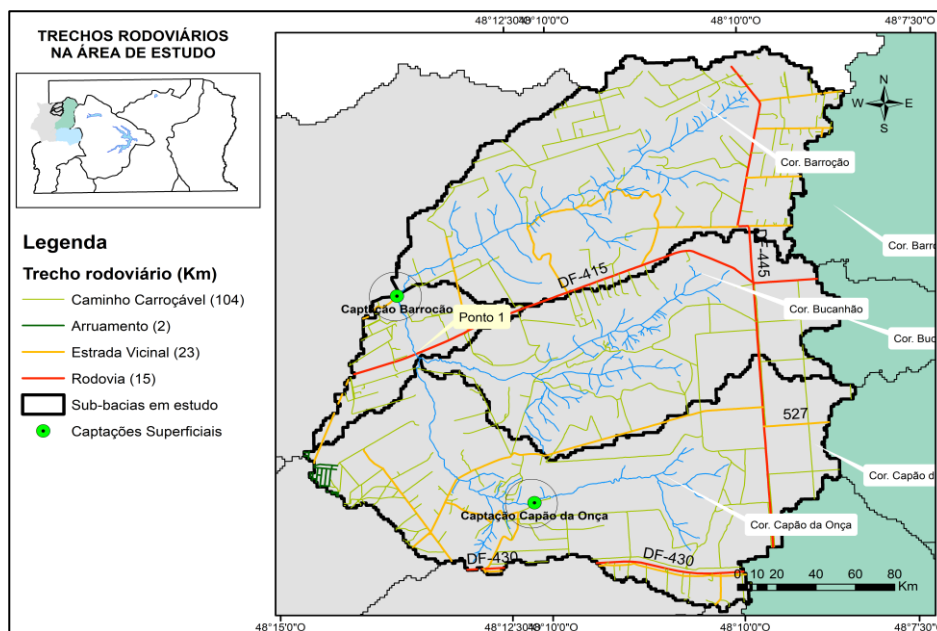 TRECHOS RODOVIÁRIOS
NA ÁREA DE ESTUDO
Legenda
Trecho rodoviário (Km)
Caminho Carroçável (104)
Arruamento (2)
Estrada Vicinal (23)
Rodovia (15)
Sub-bacias em estudo
Captações Superficiais
48°12'30"O
48°10'0"O
48°10'0"O
48°7'30"O
N
W
E
S
Cor. Barroção
Cor. Barro
DF-445
DF-415
Captação Barrocão
Ponto 1
Cor. Bucanhão
Cor. Buc
527
Cor. Capão d
Captação Capão da Onça
Cor. Capão da Onça
DF-430
DF-430
0 10 20 40 60 80
Km
48°15'0"O
48°12'30"O
48°10'0"O
48°10'0"O
48°7'30"O